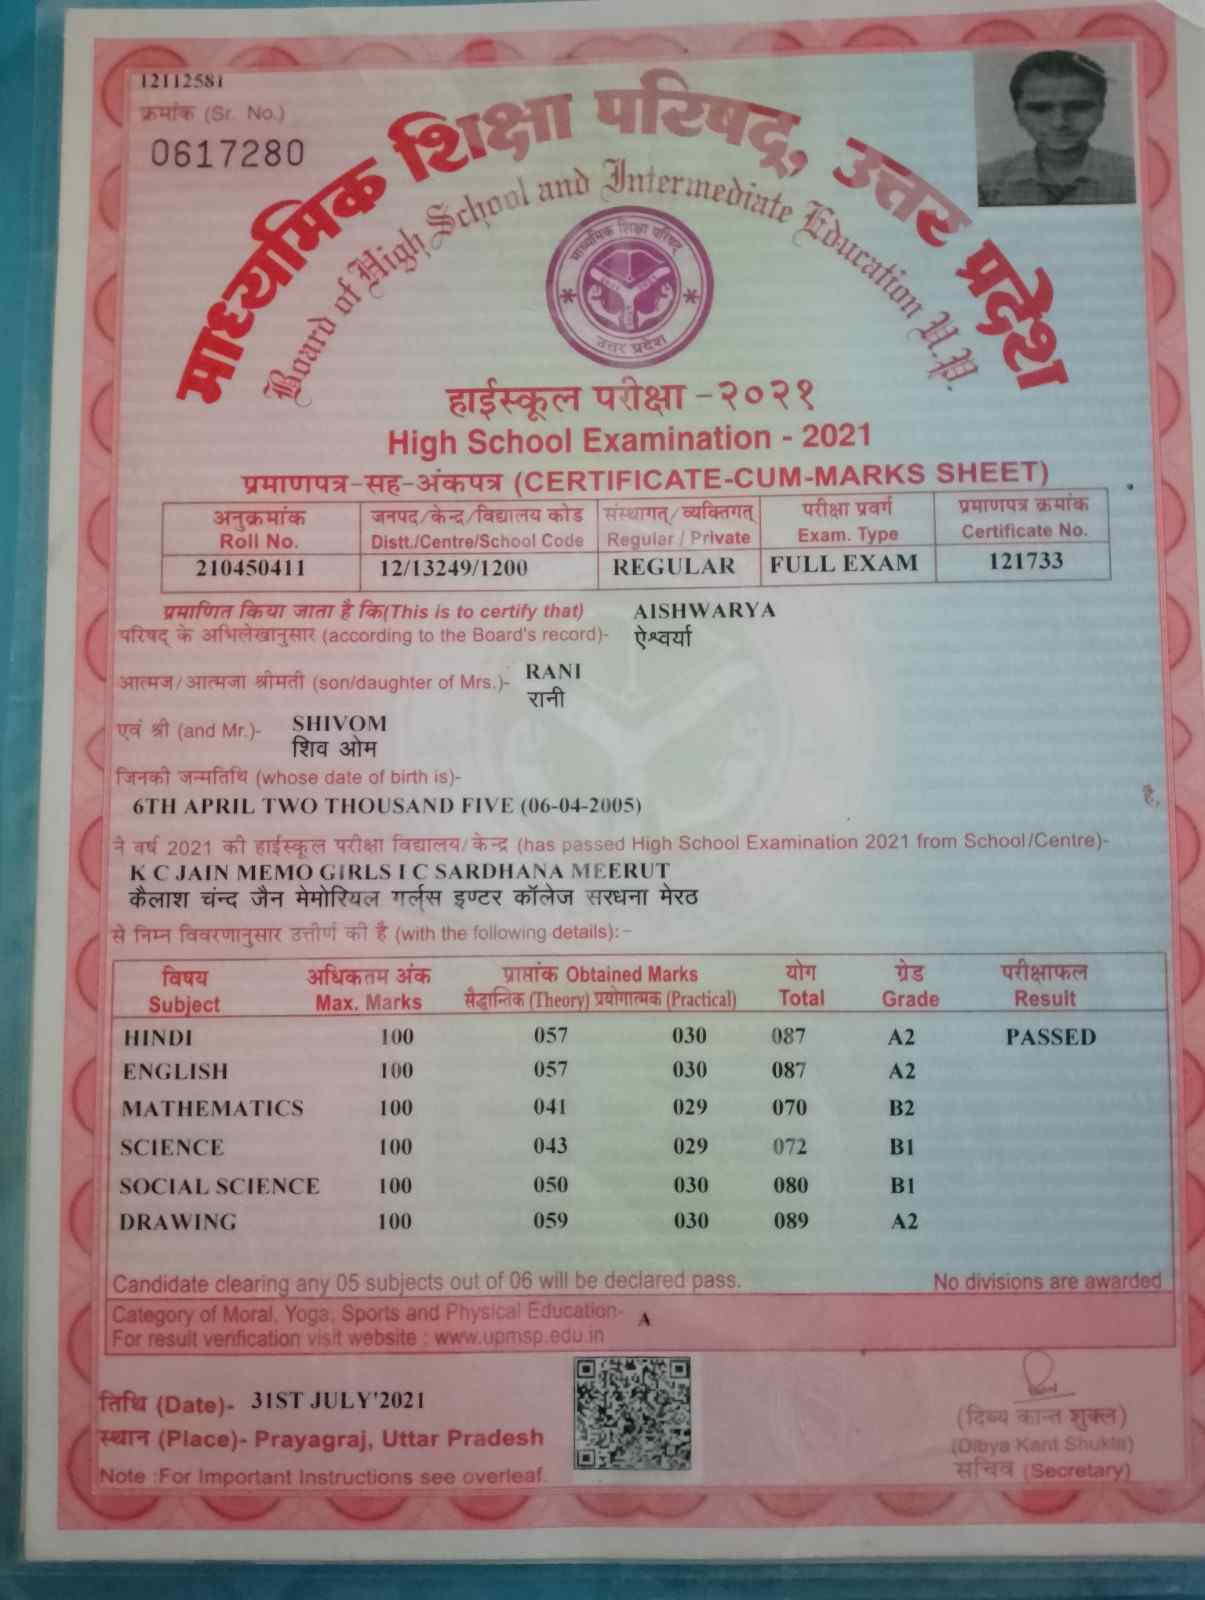 12112581
क्रमांक (Sr. No.)
0617280
माध्यमिक शिक्षा परिषद्, उत्तर प्रदेश
Board of High School and Intermediate Education U.P.
माध्यमिक शिक्षा परिषद्
उत्तर प्रदेश
हाईस्कूल परीक्षा - २०२१
High School Examination - 2021
प्रमाणपत्र-सह-अंकपत्र (CERTIFICATE-CUM-MARKS SHEET)
अनुक्रमांक जनपद/केन्द्र/विद्यालय कोड संस्थागत्/व्यक्तिगत् परीक्षा प्रवर्ग प्रमाणपत्र क्रमांक
Roll No. Distt./Centre/School Code Regular / Private Exam. Type Certificate No.
210450411 12/13249/1200 REGULAR FULL EXAM 121733
प्रमाणित किया जाता है कि(This is to certify that) AISHWARYA
परिषद् के अभिलेखानुसार (according to the Board's record)- ऐश्वर्या
आत्मज/आत्मजा श्रीमती (son/daughter of Mrs.)- RANI
रानी
एवं श्री (and Mr.)- SHIVOM
शिव ओम
जिनकी जन्मतिथि (whose date of birth is)-
6TH APRIL TWO THOUSAND FIVE (06-04-2005)
है,
ने वर्ष 2021 की हाईस्कूल परीक्षा विद्यालय/केन्द्र (has passed High School Examination 2021 from School/Centre)-
K C JAIN MEMO GIRLS I C SARDHANA MEERUT
कैलाश चंन्द जैन मेमोरियल गर्ल्स इण्टर कॉलेज सरधना मेरठ
से निम्न विवरणानुसार उत्तीर्ण की है (with the following details):-
विषय अधिकतम अंक प्राप्तांक Obtained Marks योग ग्रेड परीक्षाफल
Subject Max. Marks सैद्धान्तिक (Theory) प्रयोगात्मक (Practical) Total Grade Result
HINDI 100 057 030 087 A2 PASSED
ENGLISH 100 057 030 087 A2
MATHEMATICS 100 041 029 070 B2
SCIENCE 100 043 029 072 B1
SOCIAL SCIENCE 100 050 030 080 B1
DRAWING 100 059 030 089 A2
Candidate clearing any 05 subjects out of 06 will be declared pass. No divisions are awarded
Category of Moral, Yoga, Sports and Physical Education- A
For result verification visit website : www.upmsp.edu.in
तिथि (Date)- 31ST JULY'2021
स्थान (Place)- Prayagraj, Uttar Pradesh
Note :For Important Instructions see overleaf.
(दिब्य कान्त शुक्ल)
(Dibya Kant Shukla)
सचिव (Secretary)